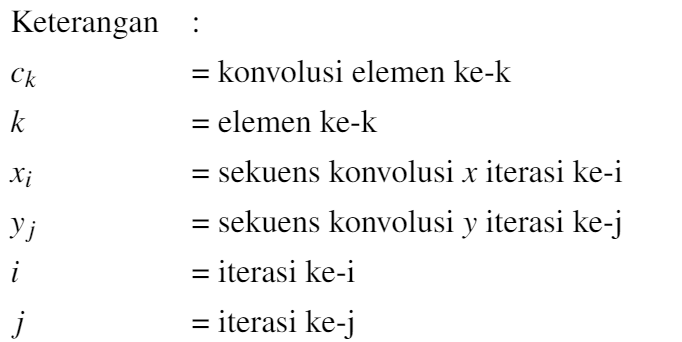 Keterangan :
c_k = konvolusi elemen ke-k
k = elemen ke-k
x_i = sekuens konvolusi x iterasi ke-i
y_j = sekuens konvolusi y iterasi ke-j
i = iterasi ke-i
j = iterasi ke-j